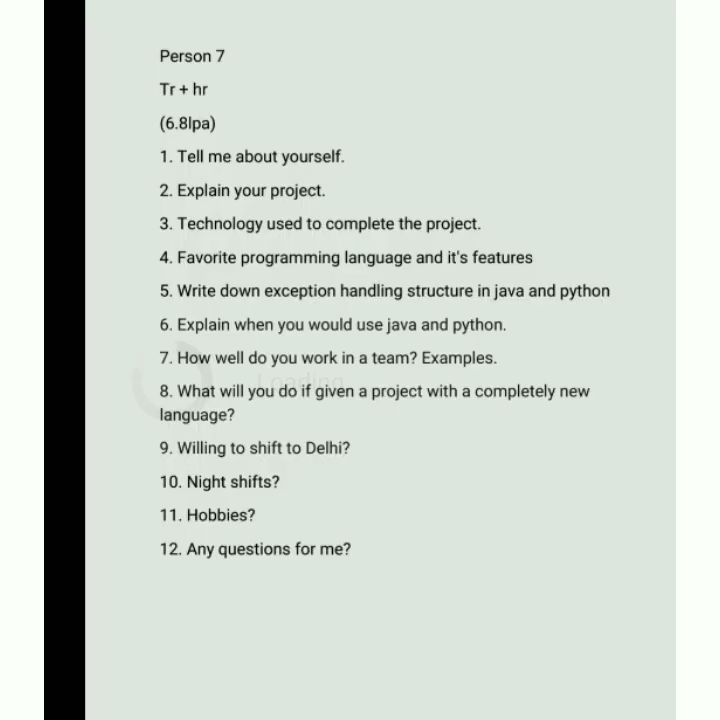 Person 7
Tr + hr
(6.8lpa)
1. Tell me about yourself.
2. Explain your project.
3. Technology used to complete the project.
4. Favorite programming language and it's features
5. Write down exception handling structure in java and python
6. Explain when you would use java and python.
7. How well do you work in a team? Examples.
Loading
8. What will you do if given a project with a completely new
language?
9. Willing to shift to Delhi?
10. Night shifts?
11. Hobbies?
12. Any questions for me?